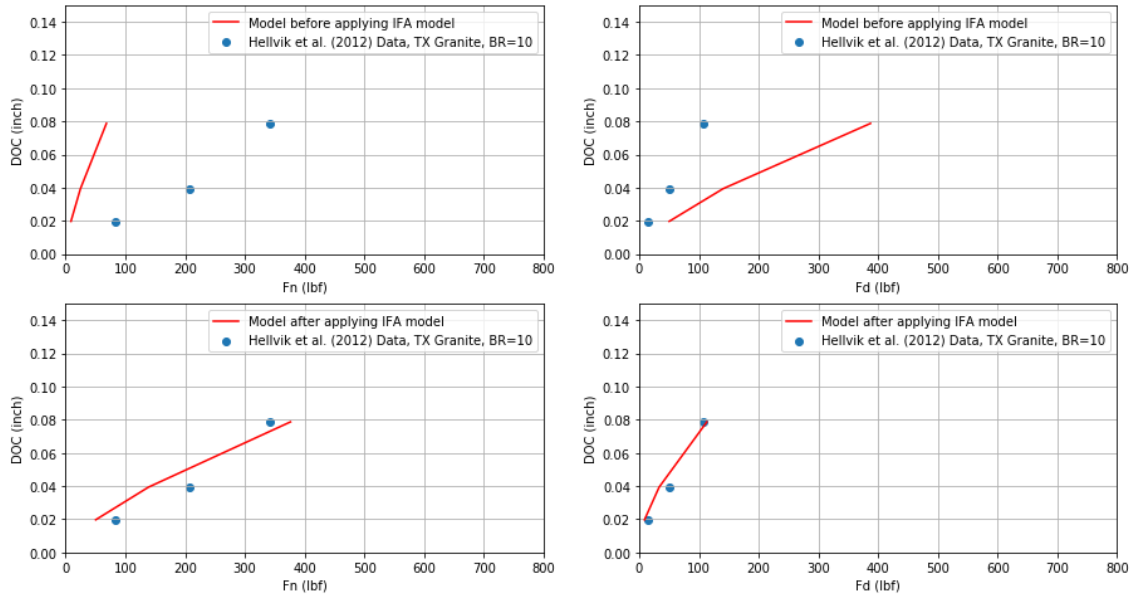 Model before applying IFA model
Hellvik et al. (2012) Data, TX Granite, BR=10
0.14
0.12
0.10
0.08
0.06
0.04
0.02
0.00
DOC (inch)
0 100 200 300 400 500 600 700 800
Fn (lbf)
Model before applying IFA model
Hellvik et al. (2012) Data, TX Granite, BR=10
0.14
0.12
0.10
0.08
0.06
0.04
0.02
0.00
DOC (inch)
0 100 200 300 400 500 600 700 800
Fd (lbf)
Model after applying IFA model
Hellvik et al. (2012) Data, TX Granite, BR=10
0.14
0.12
0.10
0.08
0.06
0.04
0.02
0.00
DOC (inch)
0 100 200 300 400 500 600 700 800
Fn (lbf)
Model after applying IFA model
Hellvik et al. (2012) Data, TX Granite, BR=10
0.14
0.12
0.10
0.08
0.06
0.04
0.02
0.00
DOC (inch)
0 100 200 300 400 500 600 700 800
Fd (lbf)